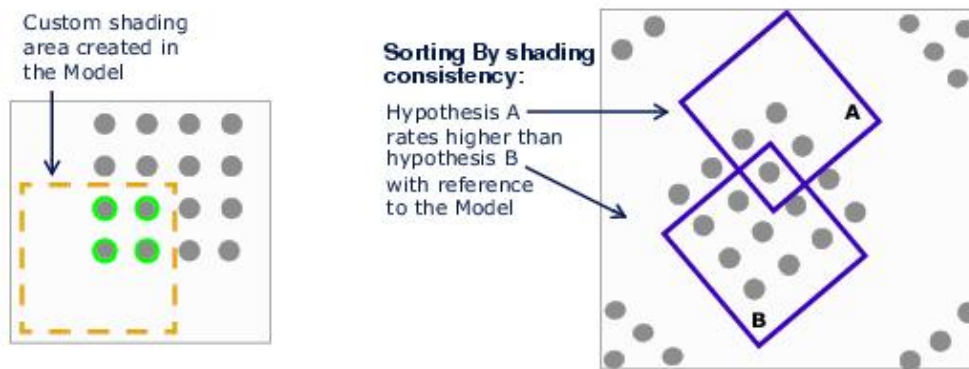 Custom shading
area created in
the Model
Sorting By shading
consistency:
Hypothesis A
rates higher than
hypothesis B
with reference
to the Model
A
B